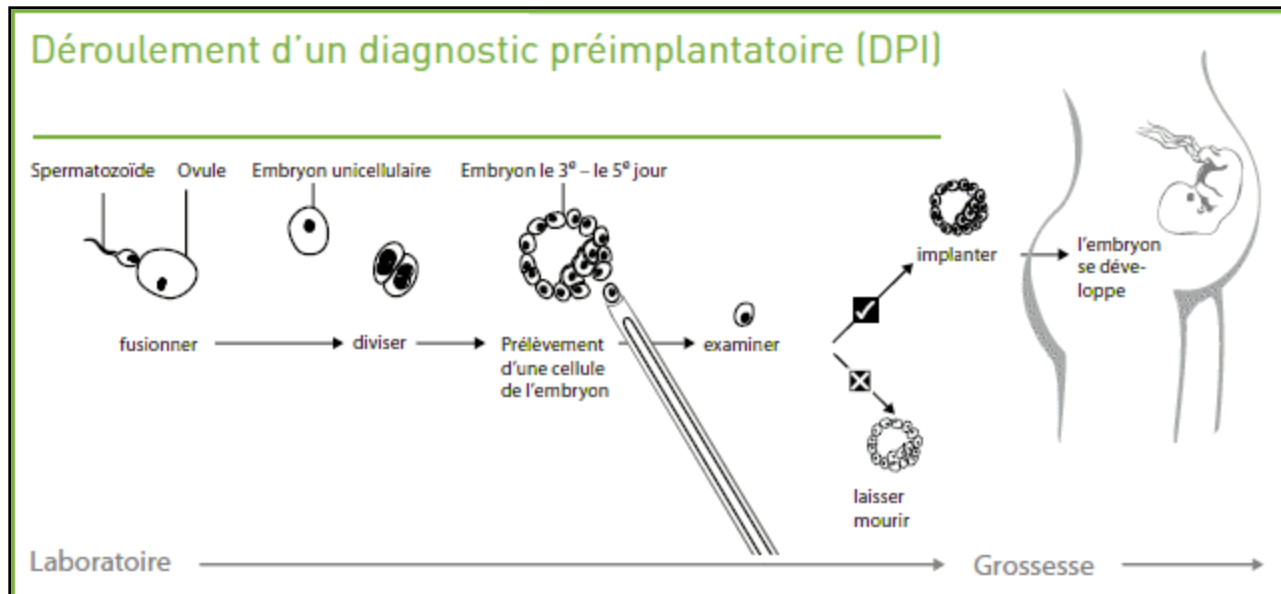 Déroulement d'un diagnostic préimplantatoire (DPI)
Spermatozoïde
Ovule
Embryon unicellulaire
Embryon le 3e – le 5e jour
fusionner
diviser
Prélèvement
d'une cellule
de l'embryon
examiner
implanter
l'embryon
se déve-
loppe
laisser
mourir
Laboratoire
Grossesse